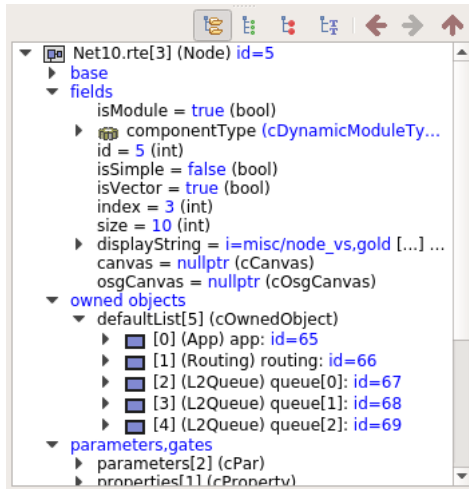 Net10.rte[3] (Node) id=5
base
fields
isModule = true (bool)
componentType (cDynamicModuleTy...
id = 5 (int)
isSimple = false (bool)
isVector = true (bool)
index = 3 (int)
size = 10 (int)
displayString = i=misc/node_vs,gold [...] ...
canvas = nullptr (cCanvas)
osgCanvas = nullptr (cOsgCanvas)
owned objects
defaultList[5] (cOwnedObject)
[0] (App) app: id=65
[1] (Routing) routing: id=66
[2] (L2Queue) queue[0]: id=67
[3] (L2Queue) queue[1]: id=68
[4] (L2Queue) queue[2]: id=69
parameters,gates
parameters[2] (cPar)
properties[1] (cProperty)